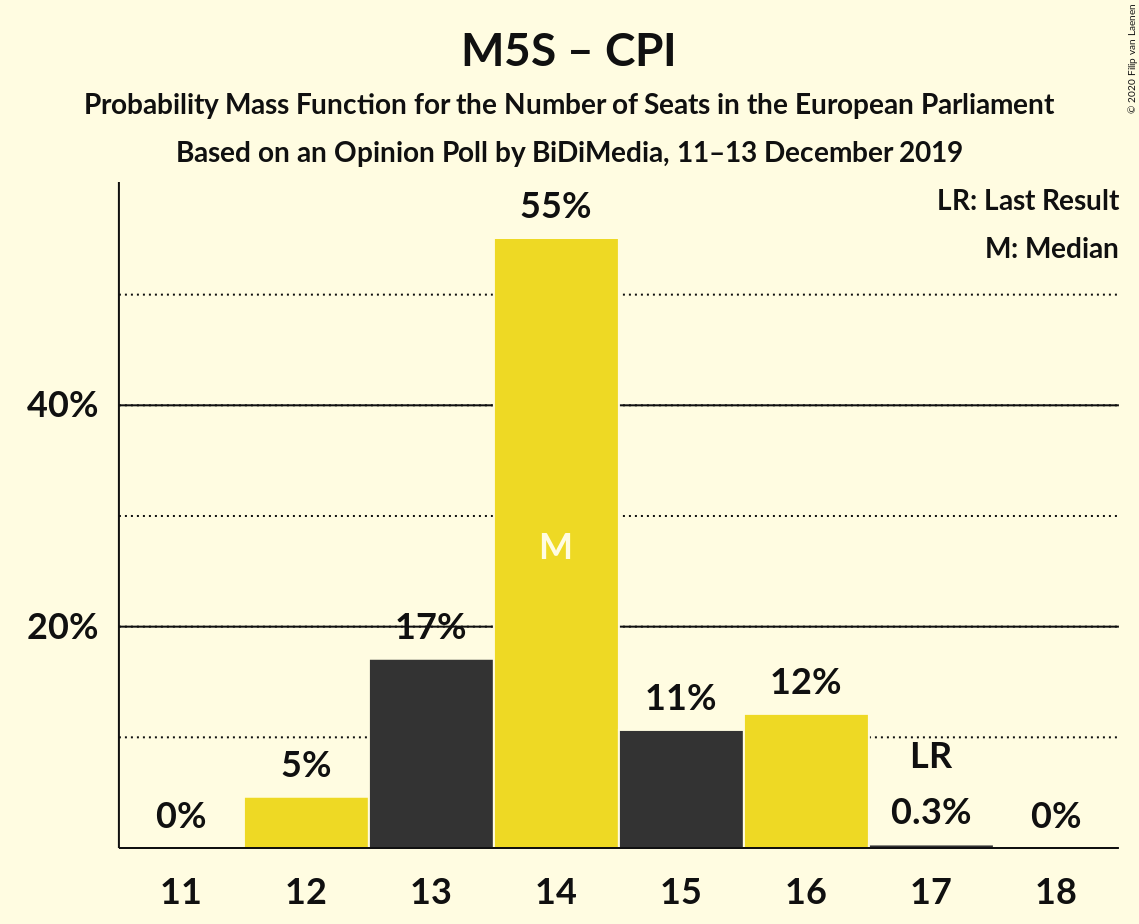 M5S – CPI
Probability Mass Function for the Number of Seats in the European Parliament
Based on an Opinion Poll by BiDiMedia, 11–13 December 2019
© 2020 Filip van Laenen
LR: Last Result
M: Median
55%
40%
M
20%
17%
12%
11%
LR
5%
0.3%
0%
0%
11 12 13 14 15 16 17 18